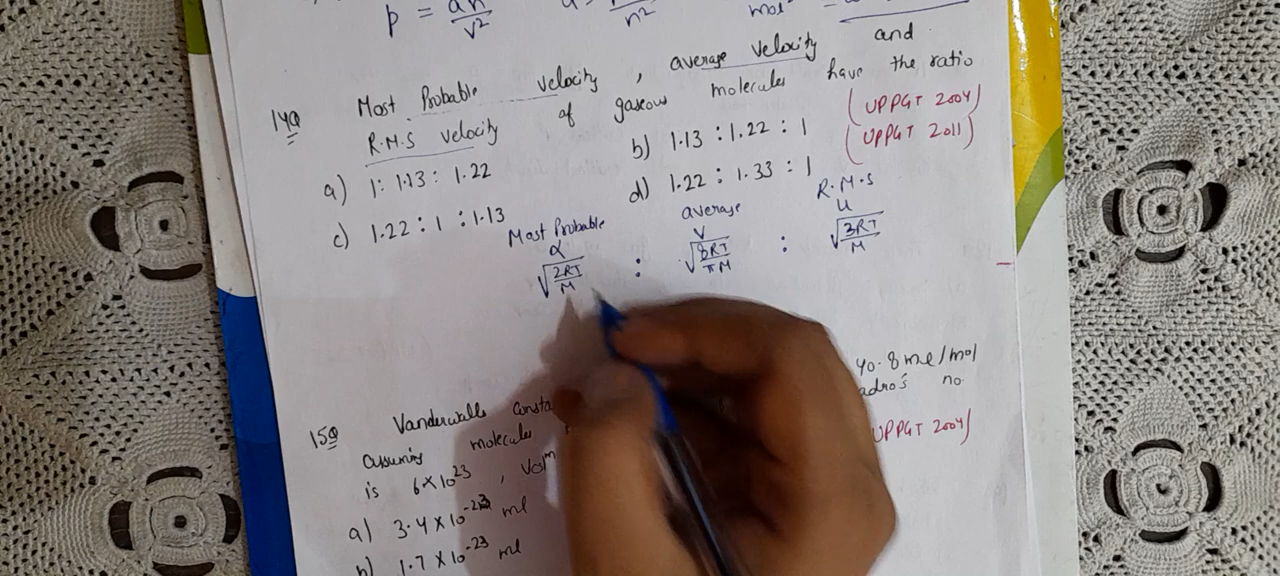 p = an / v²
n²
mol
14Q Most Probable velocity , average velocity and
R.M.S velocity of gaseous molecules have the ratio
(UPPGT 2004)
(UPPGT 2011)
a) 1 : 1.13 : 1.22 b) 1.13 : 1.22 : 1
c) 1.22 : 1 : 1.13 d) 1.22 : 1.33 : 1
Most Probable average R.M.S
α V u
√2RT/M : √8RT/πM : √3RT/M
15Q Vanderwalls consta 40.8 ml/mol
assuming molecules adro's no.
is 6×10²³ , Vol^m UPPGT 2004)
a) 3.4 × 10⁻²³ ml
b) 1.7 × 10⁻²³ ml